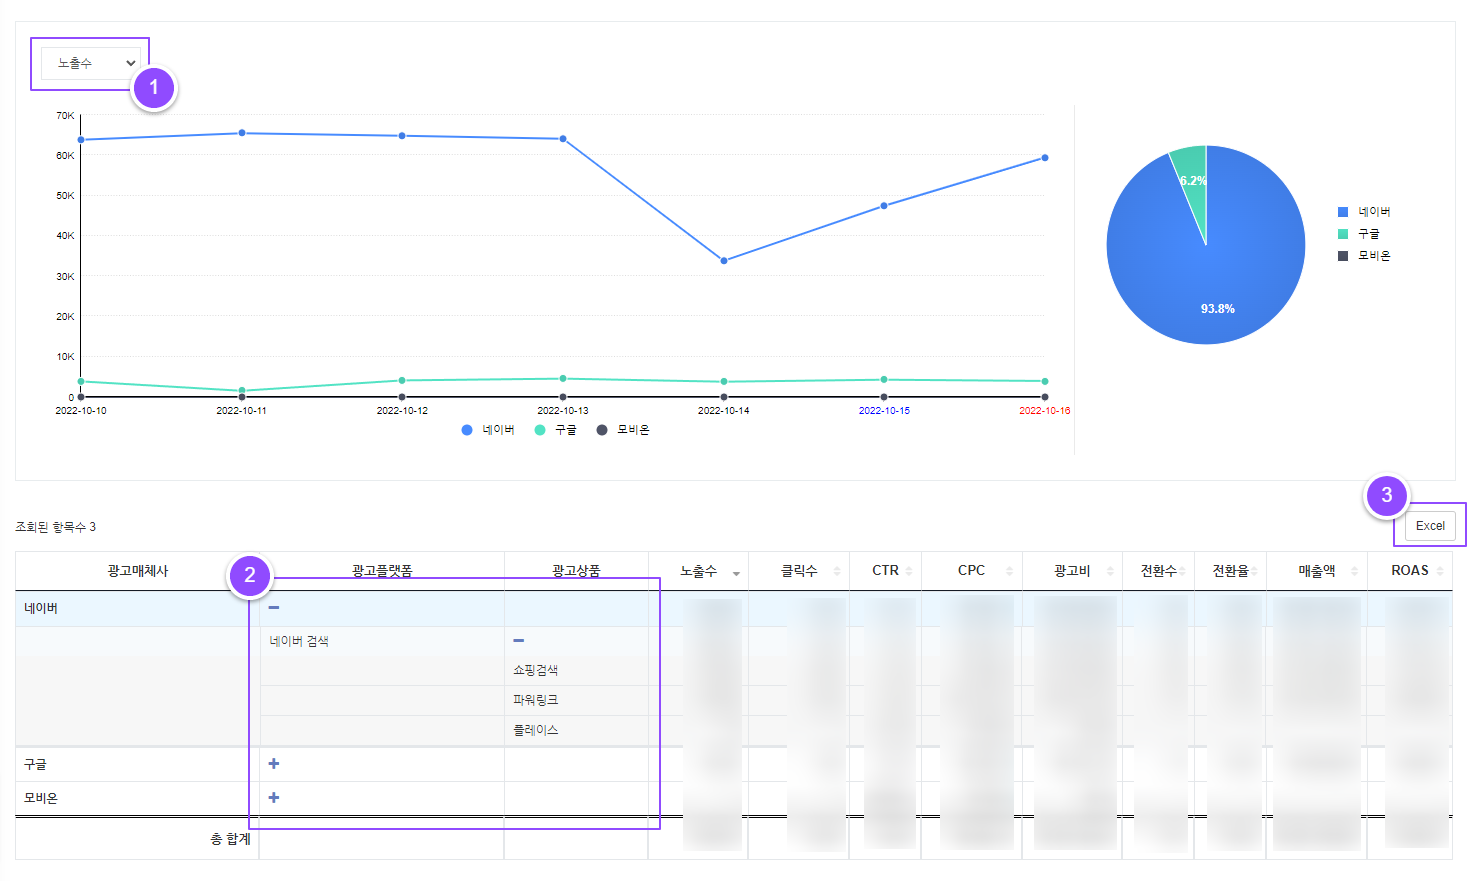 노출수
1
70K
60K
50K
40K
30K
20K
10K
0
2022-10-10 2022-10-11 2022-10-12 2022-10-13 2022-10-14 2022-10-15 2022-10-16
네이버 구글 모비온
6.2%
93.8%
네이버
구글
모비온
3
조회된 항목수 3
Excel
2
광고매체사 광고플랫폼 광고상품 노출수 클릭수 CTR CPC 광고비 전환수 전환율 매출액 ROAS
네이버
네이버 검색
쇼핑검색
파워링크
플레이스
구글
모비온
총 합계